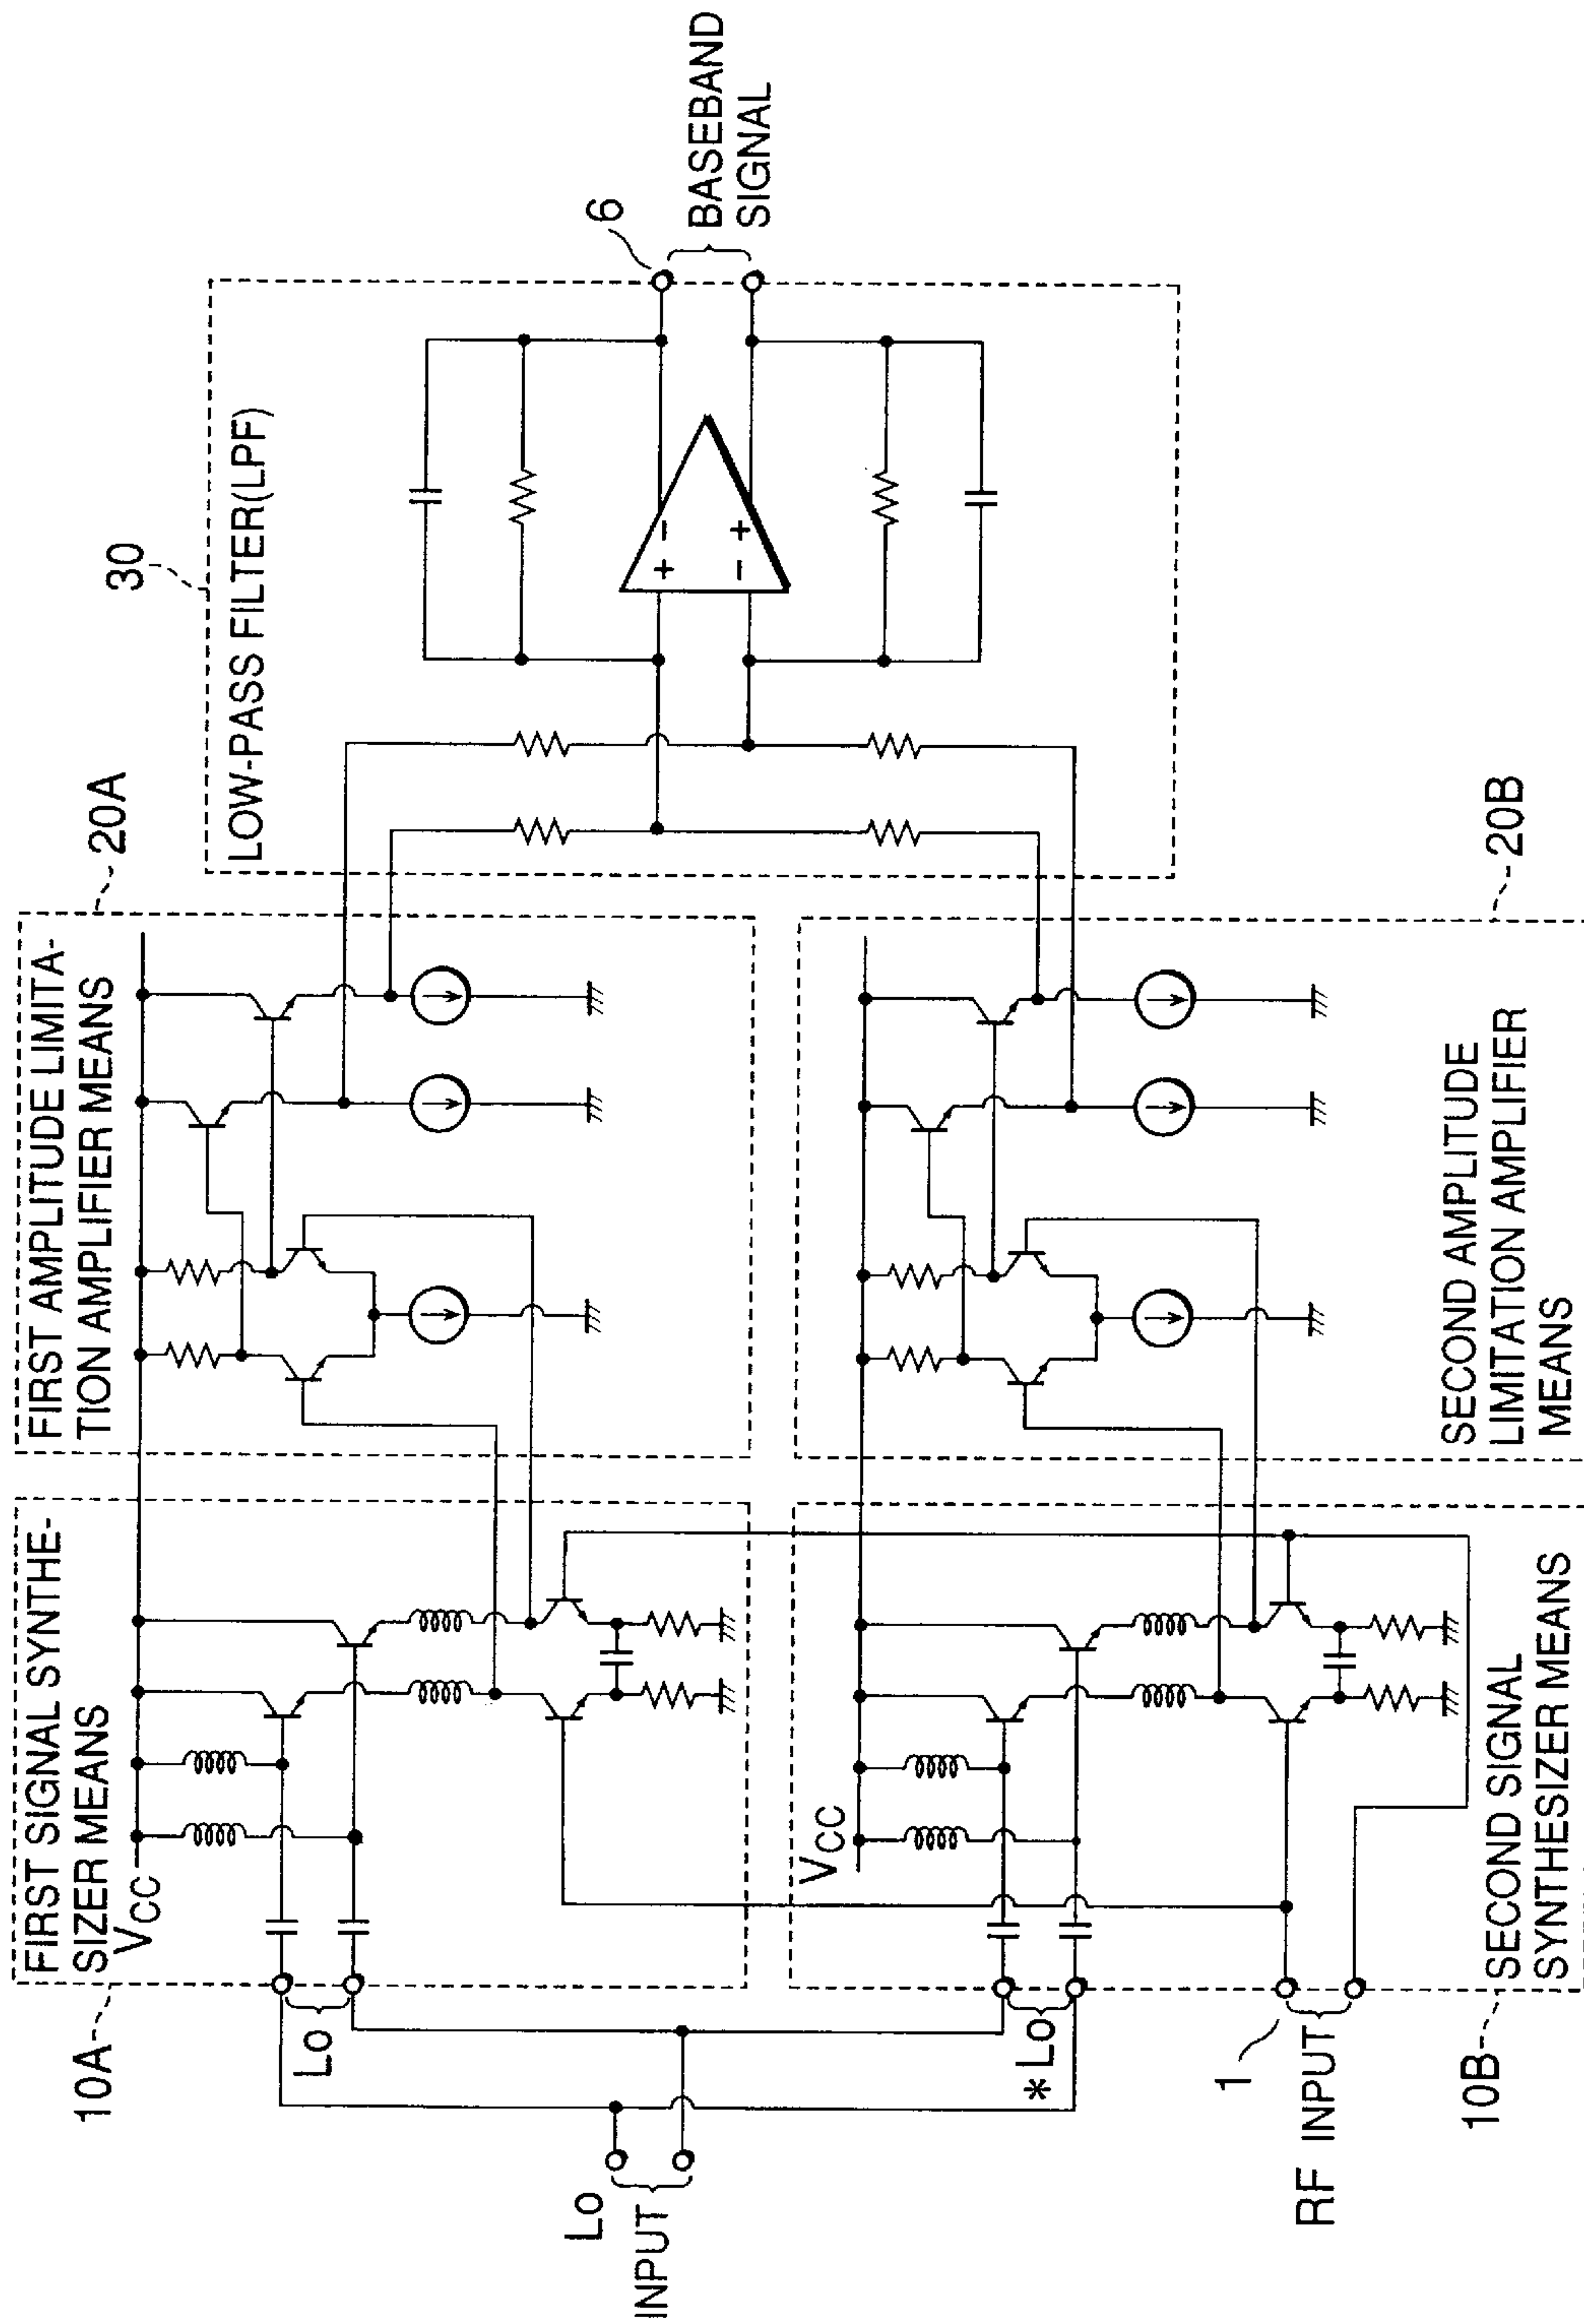 10A
FIRST SIGNAL SYNTHE-
SIZER MEANS
VCC
Lo
FIRST AMPLITUDE LIMITA-
TION AMPLIFIER MEANS
20A
30
LOW-PASS FILTER(LPF)
+ −
− +
6
BASEBAND
SIGNAL
Lo
INPUT
*Lo
VCC
1
RF INPUT
10B
SECOND SIGNAL
SYNTHESIZER MEANS
SECOND AMPLITUDE
LIMITATION AMPLIFIER
MEANS
20B